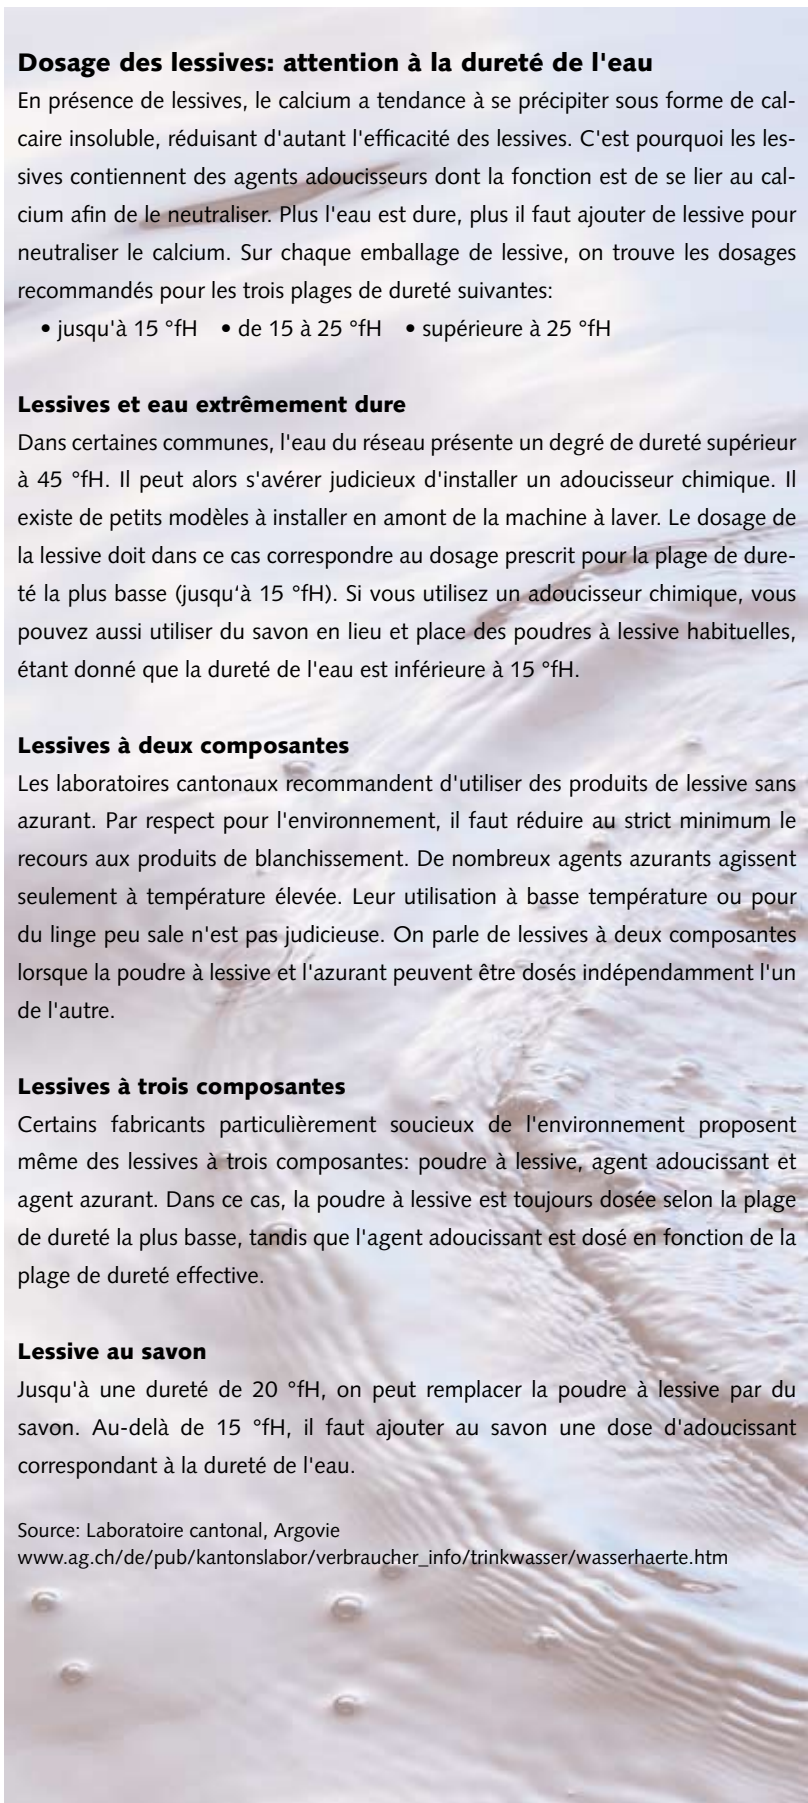 Dosage des lessives: attention à la dureté de l'eau
En présence de lessives, le calcium a tendance à se précipiter sous forme de cal-
caire insoluble, réduisant d'autant l'efficacité des lessives. C'est pourquoi les les-
sives contiennent des agents adoucisseurs dont la fonction est de se lier au cal-
cium afin de le neutraliser. Plus l'eau est dure, plus il faut ajouter de lessive pour
neutraliser le calcium. Sur chaque emballage de lessive, on trouve les dosages
recommandés pour les trois plages de dureté suivantes:
• jusqu'à 15 °fH • de 15 à 25 °fH • supérieure à 25 °fH
Lessives et eau extrêmement dure
Dans certaines communes, l'eau du réseau présente un degré de dureté supérieur
à 45 °fH. Il peut alors s'avérer judicieux d'installer un adoucisseur chimique. Il
existe de petits modèles à installer en amont de la machine à laver. Le dosage de
la lessive doit dans ce cas correspondre au dosage prescrit pour la plage de dure-
té la plus basse (jusqu'à 15 °fH). Si vous utilisez un adoucisseur chimique, vous
pouvez aussi utiliser du savon en lieu et place des poudres à lessive habituelles,
étant donné que la dureté de l'eau est inférieure à 15 °fH.
Lessives à deux composantes
Les laboratoires cantonaux recommandent d'utiliser des produits de lessive sans
azurant. Par respect pour l'environnement, il faut réduire au strict minimum le
recours aux produits de blanchissement. De nombreux agents azurants agissent
seulement à température élevée. Leur utilisation à basse température ou pour
du linge peu sale n'est pas judicieuse. On parle de lessives à deux composantes
lorsque la poudre à lessive et l'azurant peuvent être dosés indépendamment l'un
de l'autre.
Lessives à trois composantes
Certains fabricants particulièrement soucieux de l'environnement proposent
même des lessives à trois composantes: poudre à lessive, agent adoucissant et
agent azurant. Dans ce cas, la poudre à lessive est toujours dosée selon la plage
de dureté la plus basse, tandis que l'agent adoucissant est dosé en fonction de la
plage de dureté effective.
Lessive au savon
Jusqu'à une dureté de 20 °fH, on peut remplacer la poudre à lessive par du
savon. Au-delà de 15 °fH, il faut ajouter au savon une dose d'adoucissant
correspondant à la dureté de l'eau.
Source: Laboratoire cantonal, Argovie
www.ag.ch/de/pub/kantonslabor/verbraucher_info/trinkwasser/wasserhaerte.htm